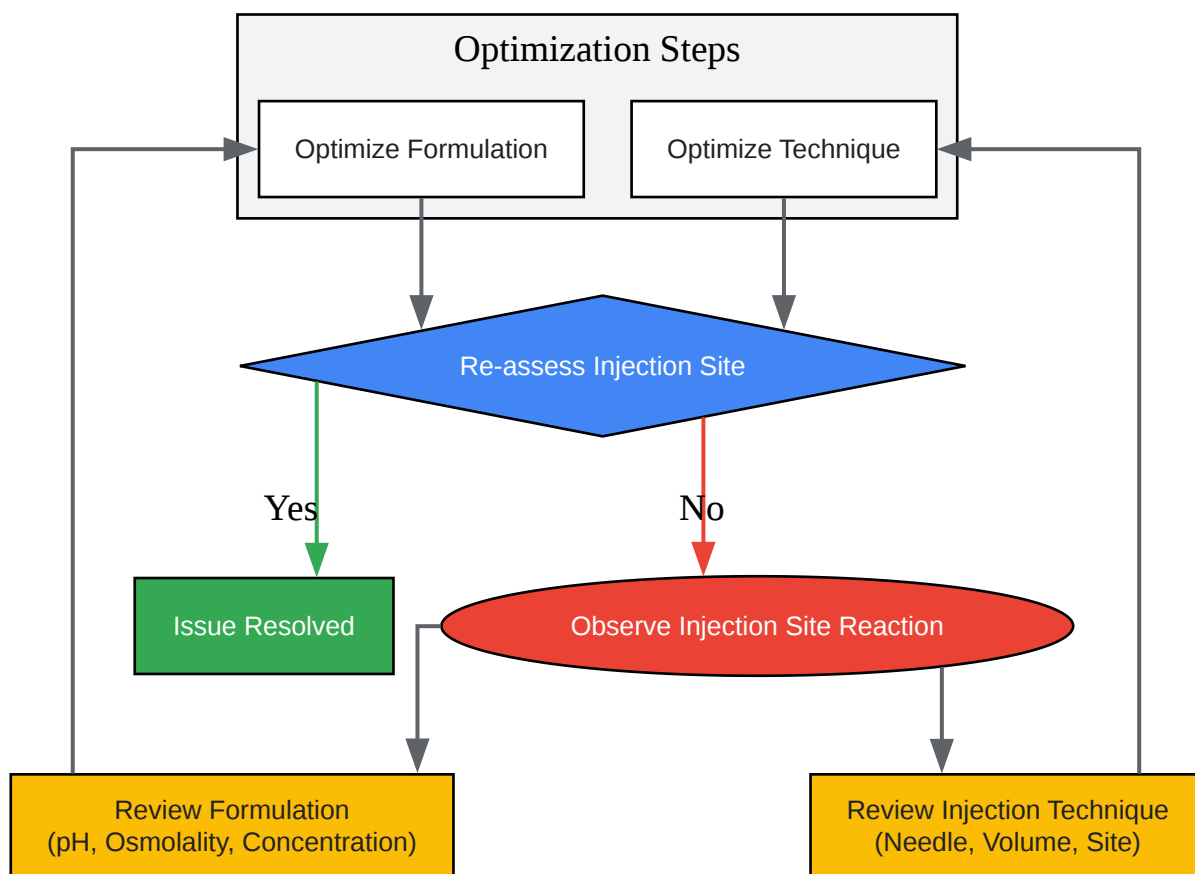 Optimization Steps
Optimize Formulation
Optimize Technique
Re-assess Injection Site
Yes
No
Issue Resolved
Observe Injection Site Reaction
Review Formulation
(pH, Osmolality, Concentration)
Review Injection Technique
(Needle, Volume, Site)